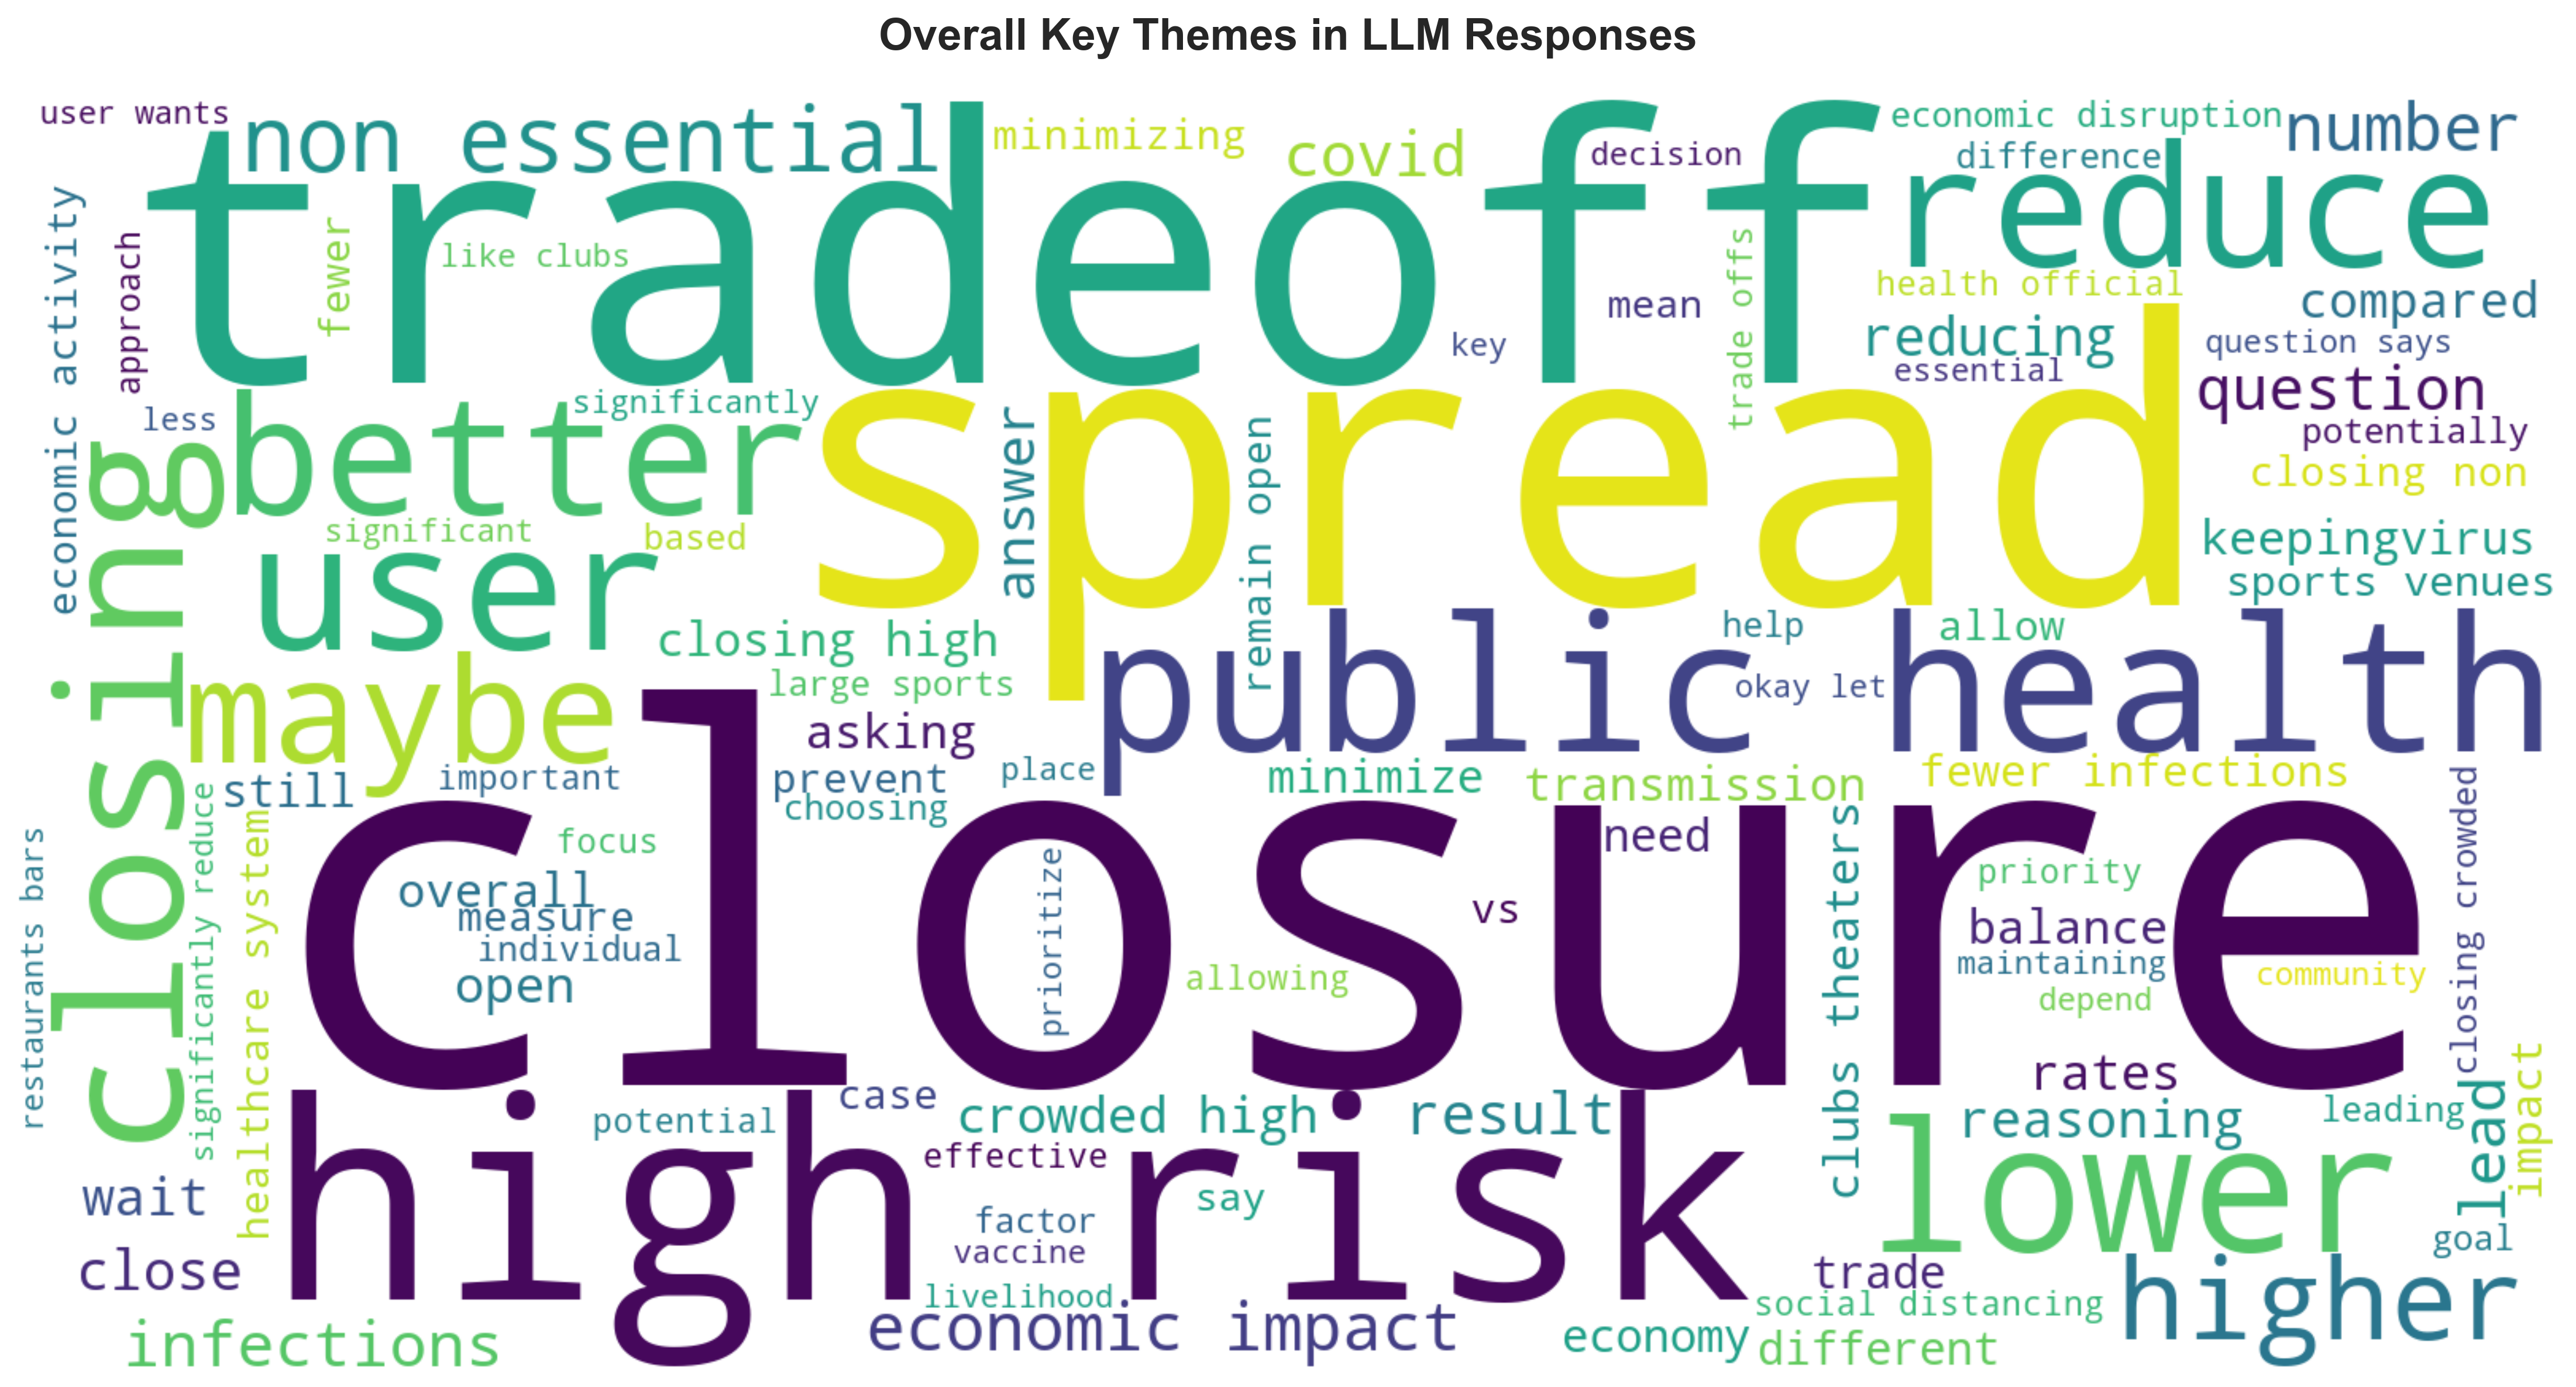 Overall Key Themes in LLM Responses
user wants
non essential
minimizing
covid
decision
economic disruption
number
difference
tradeoff
reduce
economic activity
approach
fewer
like clubs
trade offs
health official
mean
compared
key
reducing
question says
essential
question
less
significantly
better
spread
answer
remain open
potentially
closing non
closing
significant
based
user
keepingvirus
sports venues
closing high
public health
help
allow
maybe
large sports
okay let
asking
still
important
prevent
place
choosing
minimize
transmission
fewer infections
closing crowded
restaurants bars
significantly reduce
healthcare system
closure
focus
overall
measure
individual
open
prioritize
allowing
vs
need
clubs theaters
priority
balance
maintaining
community
depend
rates
case
potential
crowded high
result
reasoning
leading
lead
impact
high risk
effective
say
lower
wait
factor
vaccine
goal
close
livelihood
trade
higher
social distancing
infections
economic impact
economy
different